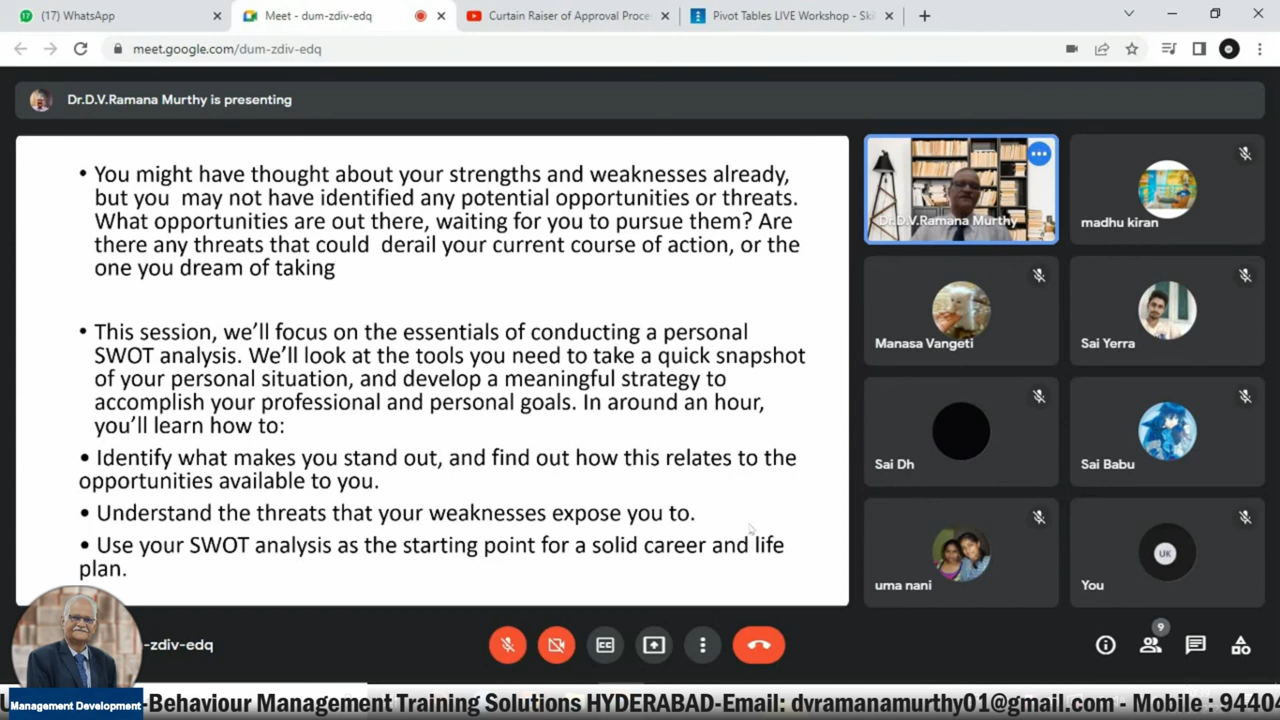 (17) WhatsApp
Meet - dum-zdiv-edq
Curtain Raiser of Approval Proce
Pivot Tables LIVE Workshop - Ski
meet.google.com/dum-zdiv-edq
Dr.D.V.Ramana Murthy is presenting
• You might have thought about your strengths and weaknesses already,
but you may not have identified any potential opportunities or threats.
What opportunities are out there, waiting for you to pursue them? Are
there any threats that could derail your current course of action, or the
one you dream of taking
• This session, we'll focus on the essentials of conducting a personal
SWOT analysis. We'll look at the tools you need to take a quick snapshot
of your personal situation, and develop a meaningful strategy to
accomplish your professional and personal goals. In around an hour,
you'll learn how to:
• Identify what makes you stand out, and find out how this relates to the
opportunities available to you.
• Understand the threats that your weaknesses expose you to.
• Use your SWOT analysis as the starting point for a solid career and life
plan.
Dr.D.V.Ramana Murthy
madhu kiran
Manasa Vangeti
Sai Yerra
Sai Dh
Sai Babu
uma nani
UK
You
-zdiv-edq
CC
9
Management Development
-Behaviour Management Training Solutions HYDERABAD-Email: dvramanamurthy01@gmail.com - Mobile : 9440